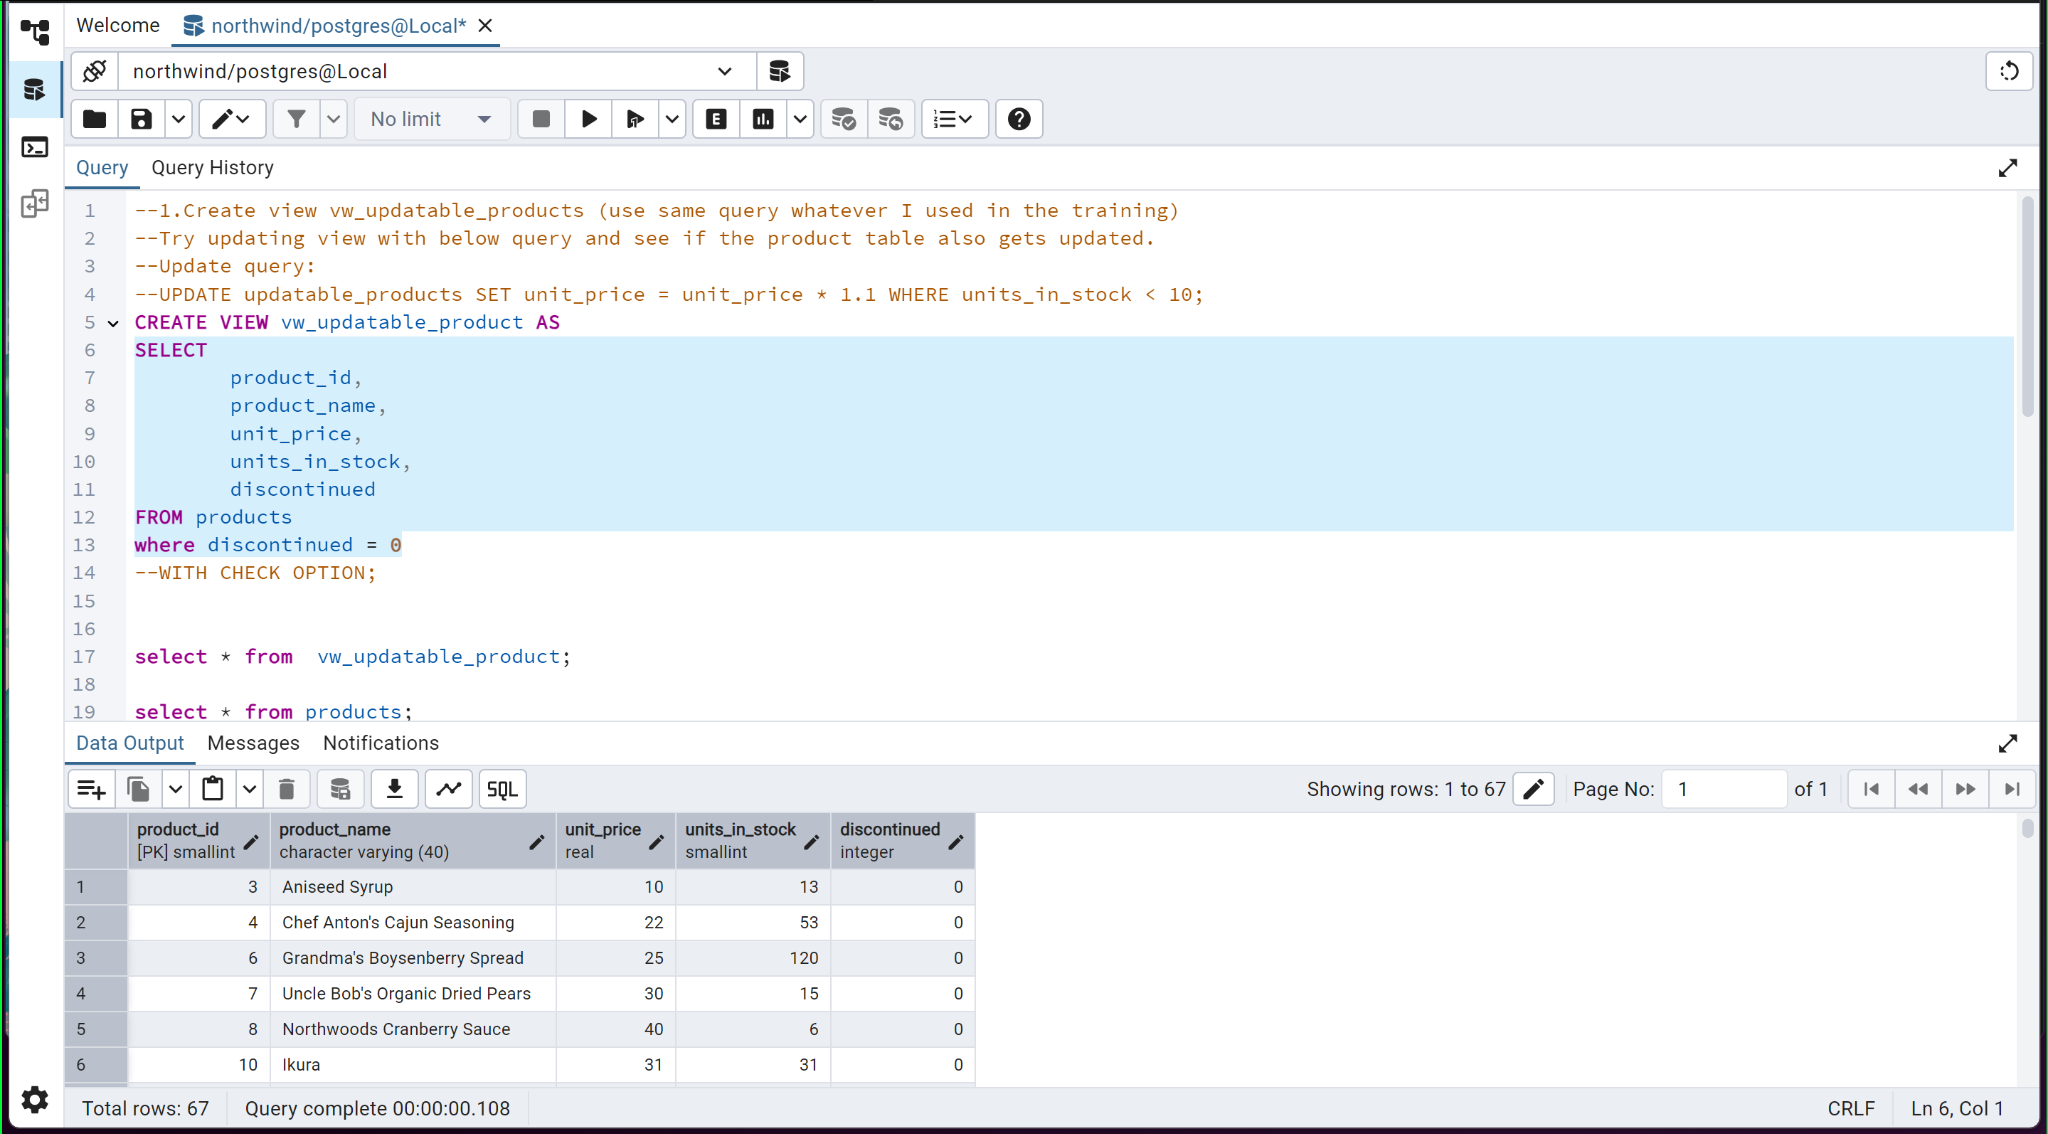 Welcome northwind/postgres@Local*
northwind/postgres@Local
No limit
E
Query Query History
1 --1.Create view vw_updatable_products (use same query whatever I used in the training)
2 --Try updating view with below query and see if the product table also gets updated.
3 --Update query:
4 --UPDATE updatable_products SET unit_price = unit_price * 1.1 WHERE units_in_stock < 10;
5 CREATE VIEW vw_updatable_product AS
6 SELECT
7 product_id,
8 product_name,
9 unit_price,
10 units_in_stock,
11 discontinued
12 FROM products
13 where discontinued = 0
14 --WITH CHECK OPTION;
15
16
17 select * from  vw_updatable_product;
18
19 select * from products;
Data Output Messages Notifications
SQL Showing rows: 1 to 67 Page No: 1 of 1
product_id product_name unit_price units_in_stock discontinued
[PK] smallint character varying (40) real smallint integer
1 3 Aniseed Syrup 10 13 0
2 4 Chef Anton's Cajun Seasoning 22 53 0
3 6 Grandma's Boysenberry Spread 25 120 0
4 7 Uncle Bob's Organic Dried Pears 30 15 0
5 8 Northwoods Cranberry Sauce 40 6 0
6 10 Ikura 31 31 0
Total rows: 67 Query complete 00:00:00.108 CRLF Ln 6, Col 1